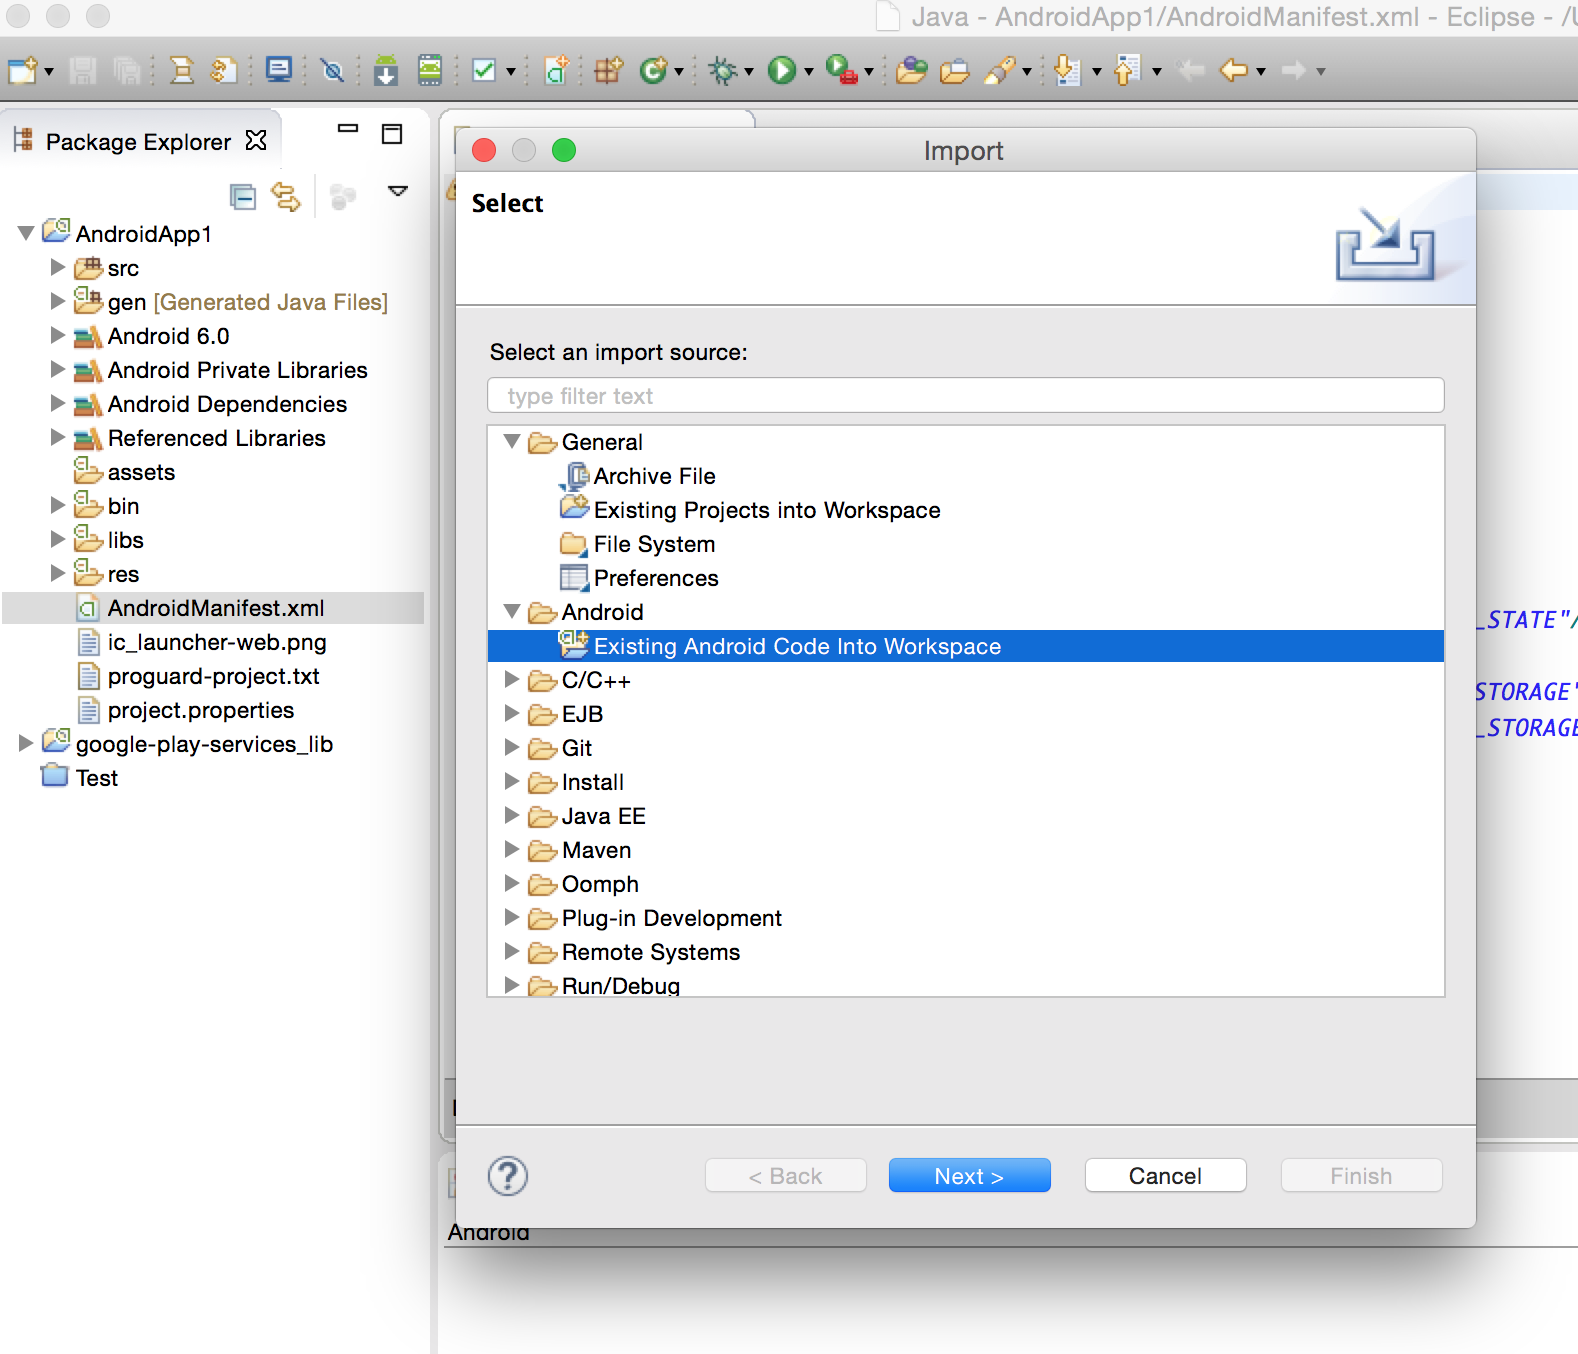 Java - AndroidApp1/AndroidManifest.xml - Eclipse - /
Package Explorer
AndroidApp1
src
gen [Generated Java Files]
Android 6.0
Android Private Libraries
Android Dependencies
Referenced Libraries
assets
bin
libs
res
AndroidManifest.xml
ic_launcher-web.png
proguard-project.txt
project.properties
google-play-services_lib
Test
Import
Select
Select an import source:
type filter text
General
Archive File
Existing Projects into Workspace
File System
Preferences
Android
Existing Android Code Into Workspace
C/C++
EJB
Git
Install
Java EE
Maven
Oomph
Plug-in Development
Remote Systems
Run/Debug
_STATE"/
STORAGE"
_STORAGE
?
< Back
Next >
Cancel
Finish
Android